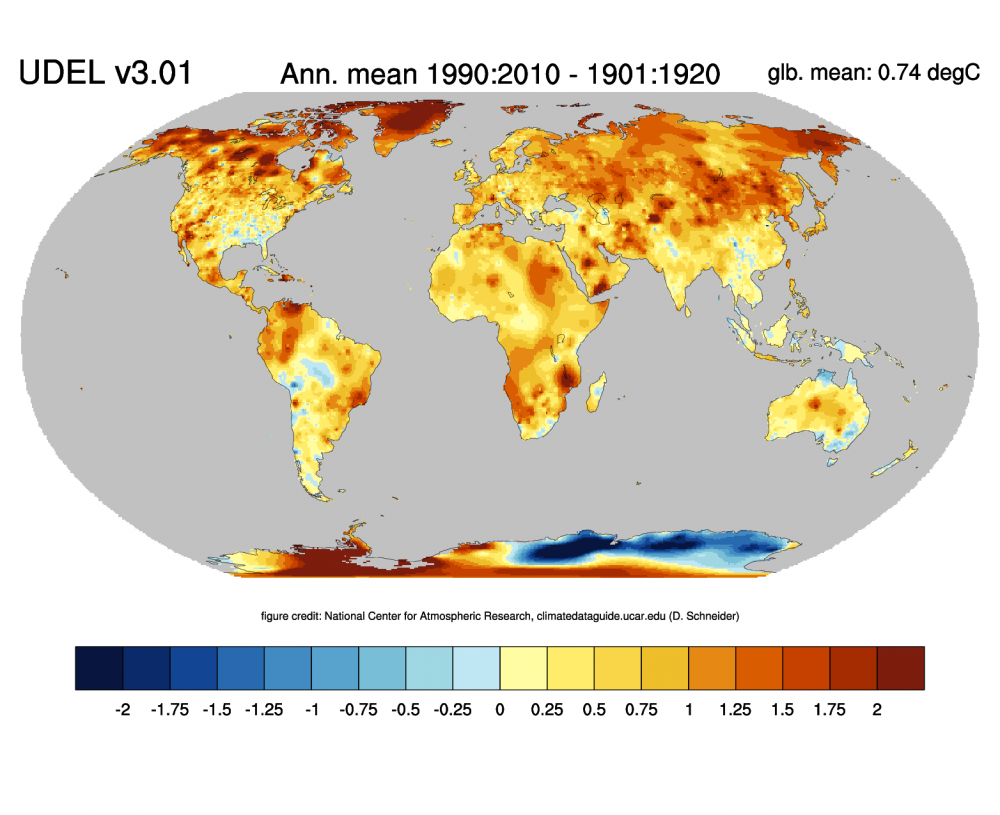 UDEL v3.01 Ann. mean 1990:2010 - 1901:1920 glb. mean: 0.74 degC
figure credit: National Center for Atmospheric Research, climatedataguide.ucar.edu (D. Schneider)
-2 -1.75 -1.5 -1.25 -1 -0.75 -0.5 -0.25 0 0.25 0.5 0.75 1 1.25 1.5 1.75 2